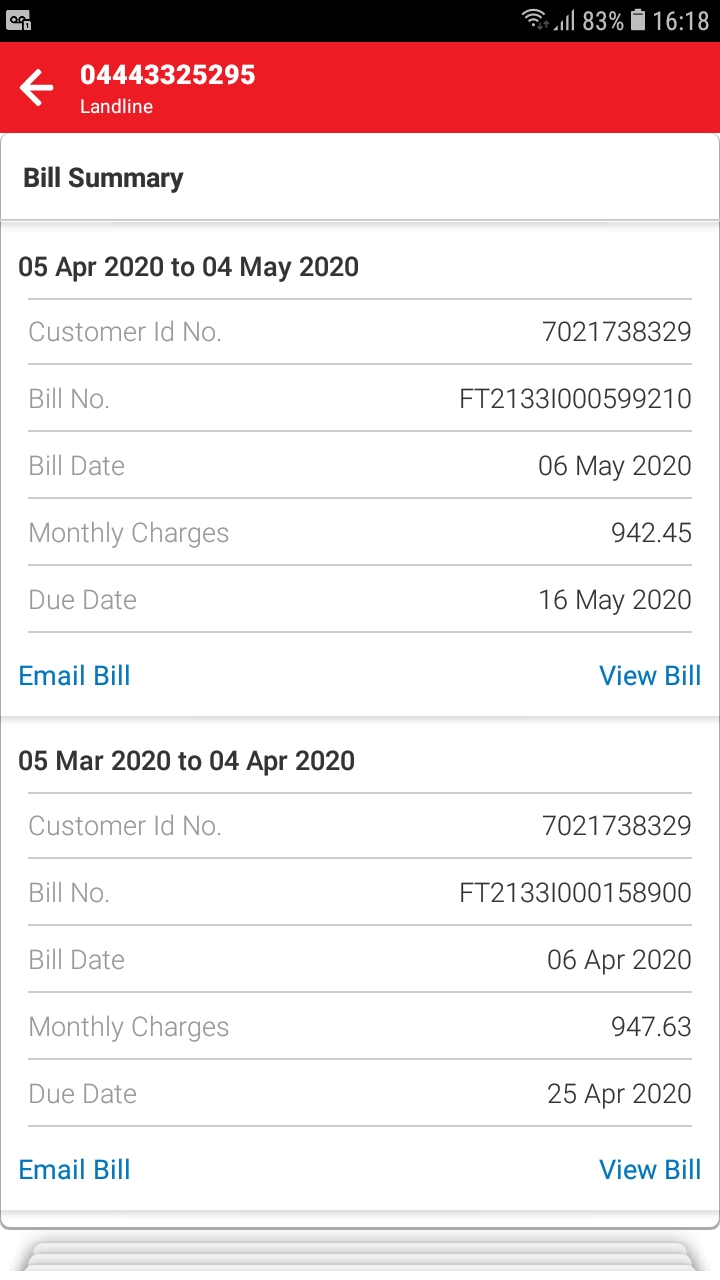 83% 16:18
04443325295
Landline
Bill Summary
05 Apr 2020 to 04 May 2020
Customer Id No. 7021738329
Bill No. FT2133I000599210
Bill Date 06 May 2020
Monthly Charges 942.45
Due Date 16 May 2020
Email Bill View Bill
05 Mar 2020 to 04 Apr 2020
Customer Id No. 7021738329
Bill No. FT2133I000158900
Bill Date 06 Apr 2020
Monthly Charges 947.63
Due Date 25 Apr 2020
Email Bill View Bill